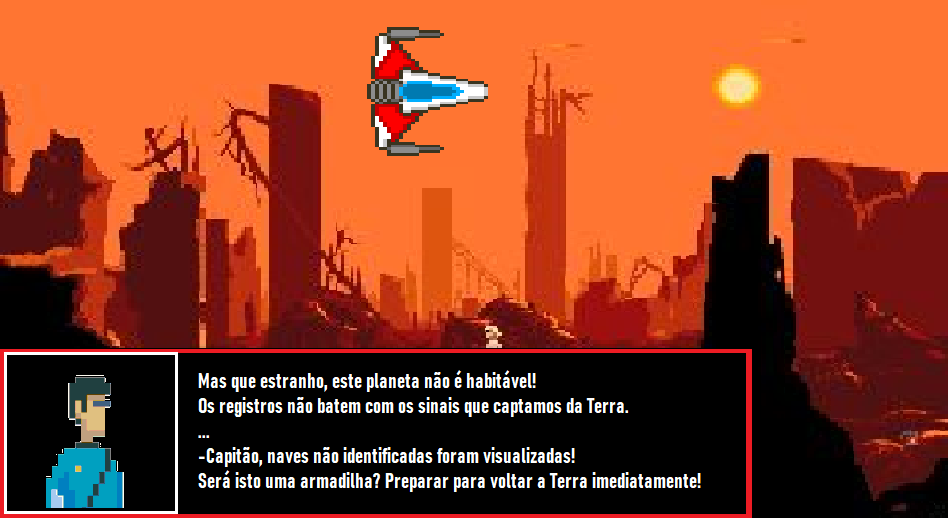 Mas que estranho, este planeta não é habitável!
Os registros não batem com os sinais que captamos da Terra.
...
-Capitão, naves não identificadas foram visualizadas!
Será isto uma armadilha? Preparar para voltar a Terra imediatamente!